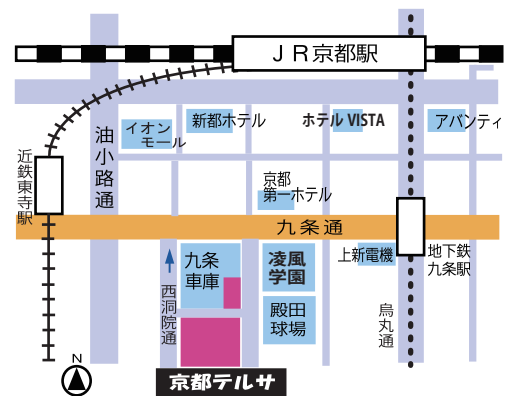 JR京都駅
イオン
モール
新都ホテル
ホテル VISTA
アバンティ
油小路通
近鉄東寺駅
京都
第一ホテル
九条通
九条
車庫
凌風
学園
上新電機
地下鉄
九条駅
西洞院通
殿田
球場
烏丸通
N
京都テルサ